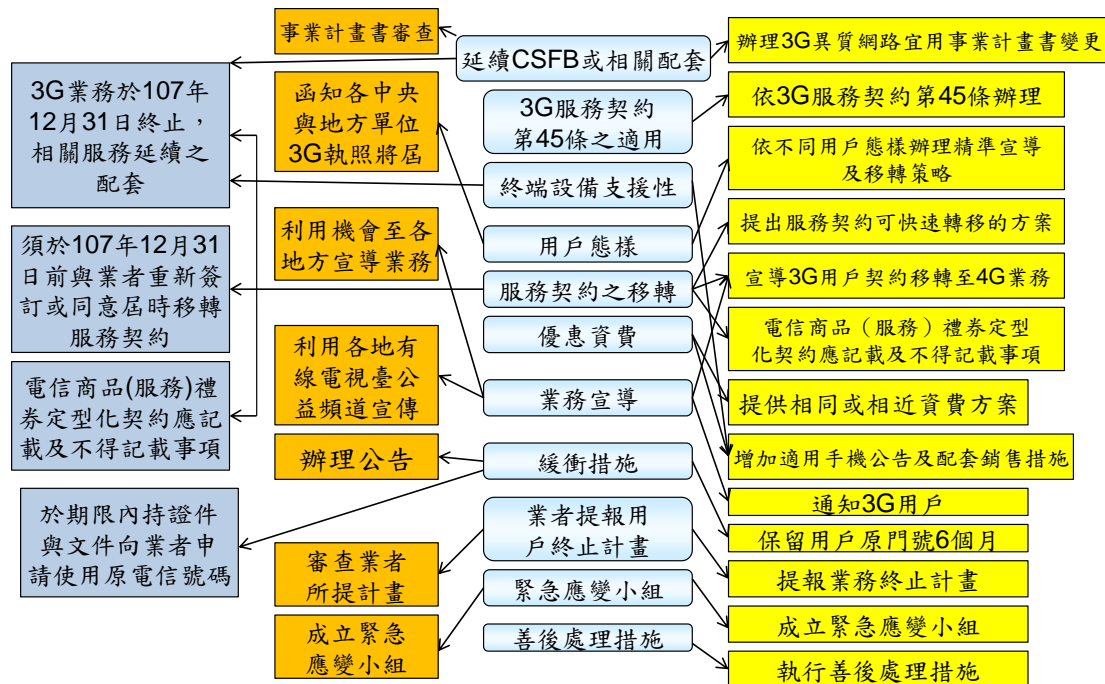 3G業務於107年
12月31日終止，
相關服務延續之
配套
須於107年12月31
日前與業者重新簽
訂或同意屆時移轉
服務契約
電信商品(服務)禮
券定型化契約應記
載及不得記載事項
於期限內持證件
與文件向業者申
請使用原電信號碼
事業計畫書審查
函知各中央
與地方單位
3G執照將屆
利用機會至各
地方宣導業務
利用各地有
線電視臺公
益頻道宣傳
辦理公告
審查業者
所提計畫
成立緊急
應變小組
延續CSFB或相關配套
3G服務契約
第45條之適用
終端設備支援性
用戶態樣
服務契約之移轉
優惠資費
業務宣導
緩衝措施
業者提報用
戶終止計畫
緊急應變小組
善後處理措施
辦理3G異質網路宜用事業計畫書變更
依3G服務契約第45條辦理
依不同用戶態樣辦理精準宣導
及移轉策略
提出服務契約可快速轉移的方案
宣導3G用戶契約移轉至4G業務
電信商品（服務）禮券定型
化契約應記載及不得記載事項
提供相同或相近資費方案
增加適用手機公告及配套銷售措施
通知3G用戶
保留用戶原門號6個月
提報業務終止計畫
成立緊急應變小組
執行善後處理措施